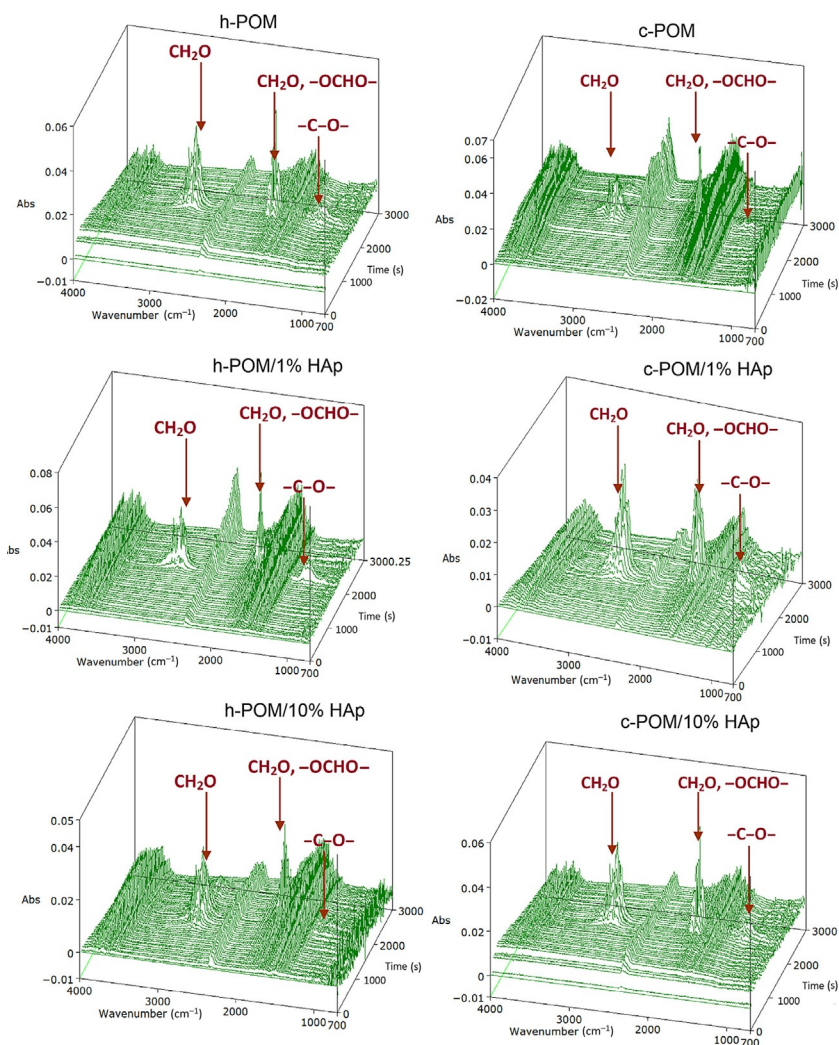 h-POM
CH₂O
CH₂O, –OCHO–
–C–O–
0.06
0.04
Abs
0.02
0
−0.01
4000
3000
2000
1000
700
Wavenumber (cm⁻¹)
0
1000
2000
3000
Time (s)
c-POM
CH₂O
CH₂O, –OCHO–
–C–O–
0.07
0.06
0.04
Abs
0.02
0
−0.02
4000
3000
2000
1000
700
Wavenumber (cm⁻¹)
0
1000
2000
3000
Time (s)
h-POM/1% HAp
CH₂O
CH₂O, –OCHO–
–C–O–
0.08
0.06
0.04
bs
0.02
0
−0.01
4000
3000
2000
1000
700
Wavenumber (cm⁻¹)
0
1000
2000
3000.25
Time (s)
c-POM/1% HAp
CH₂O
CH₂O, –OCHO–
–C–O–
0.04
0.03
Abs
0.02
0.01
0
−0.01
4000
3000
2000
1000
700
Wavenumber (cm⁻¹)
0
1000
2000
3000
Time (s)
h-POM/10% HAp
CH₂O
CH₂O, –OCHO–
–C–O–
0.05
0.04
Abs
0.02
0
−0.01
4000
3000
2000
1000
700
Wavenumber (cm⁻¹)
0
1000
2000
3000
Time (s)
c-POM/10% HAp
CH₂O
CH₂O, –OCHO–
–C–O–
0.06
0.04
Abs
0.02
0
−0.01
4000
3000
2000
1000
700
Wavenumber (cm⁻¹)
0
1000
2000
3000
Time (s)